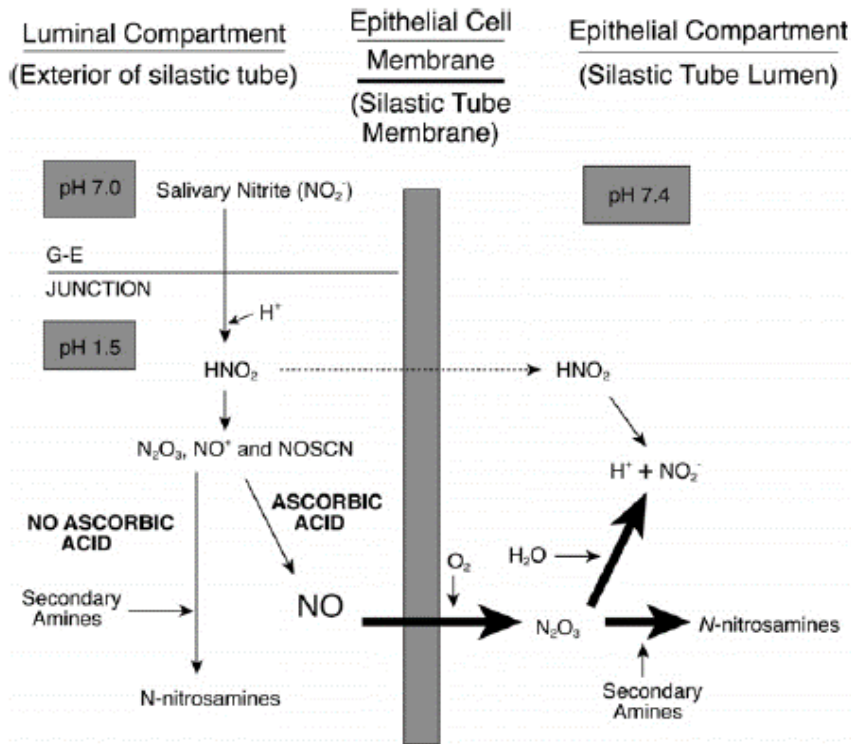 Luminal Compartment
(Exterior of silastic tube)
Epithelial Cell
Membrane
(Silastic Tube
Membrane)
Epithelial Compartment
(Silastic Tube Lumen)
pH 7.0
Salivary Nitrite (NO₂⁻)
pH 7.4
G-E
JUNCTION
H⁺
pH 1.5
HNO₂
HNO₂
N₂O₃, NO⁺ and NOSCN
H⁺ + NO₂⁻
NO ASCORBIC
ACID
ASCORBIC
ACID
H₂O
O₂
Secondary
Amines
NO
N₂O₃
N-nitrosamines
N-nitrosamines
Secondary
Amines